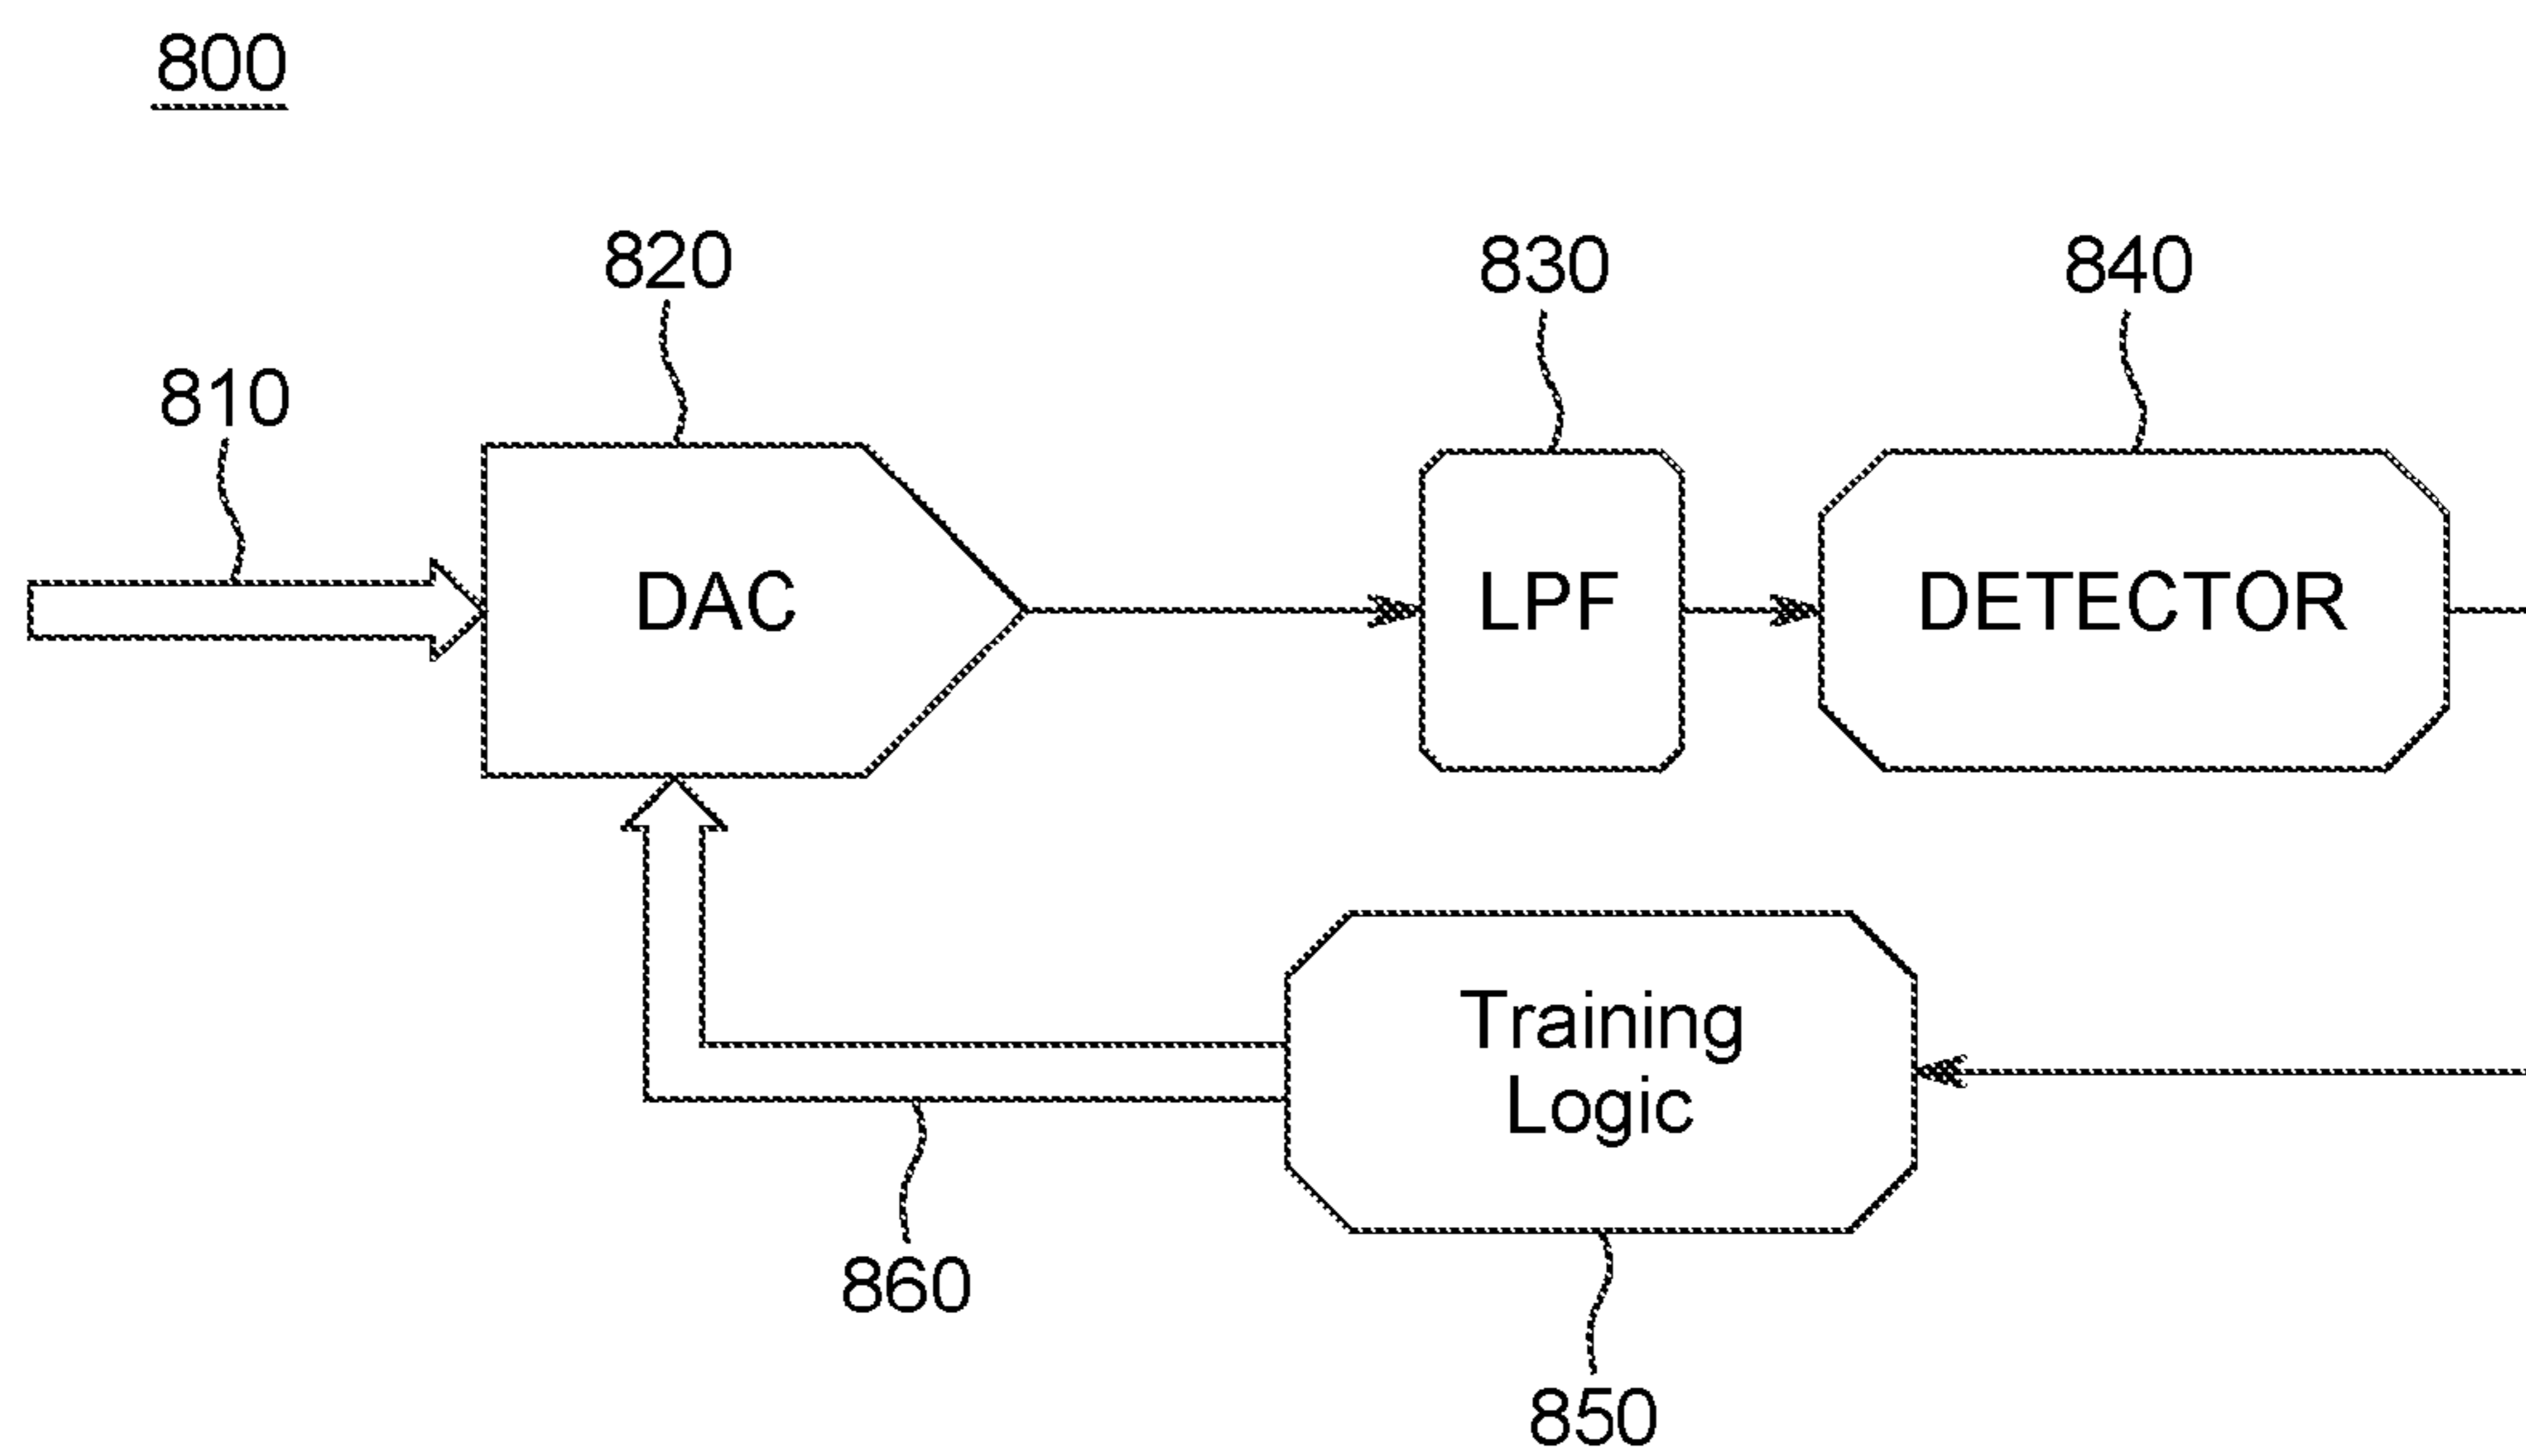 800
820
830
840
810
DAC
LPF
DETECTOR
Training
Logic
860
850